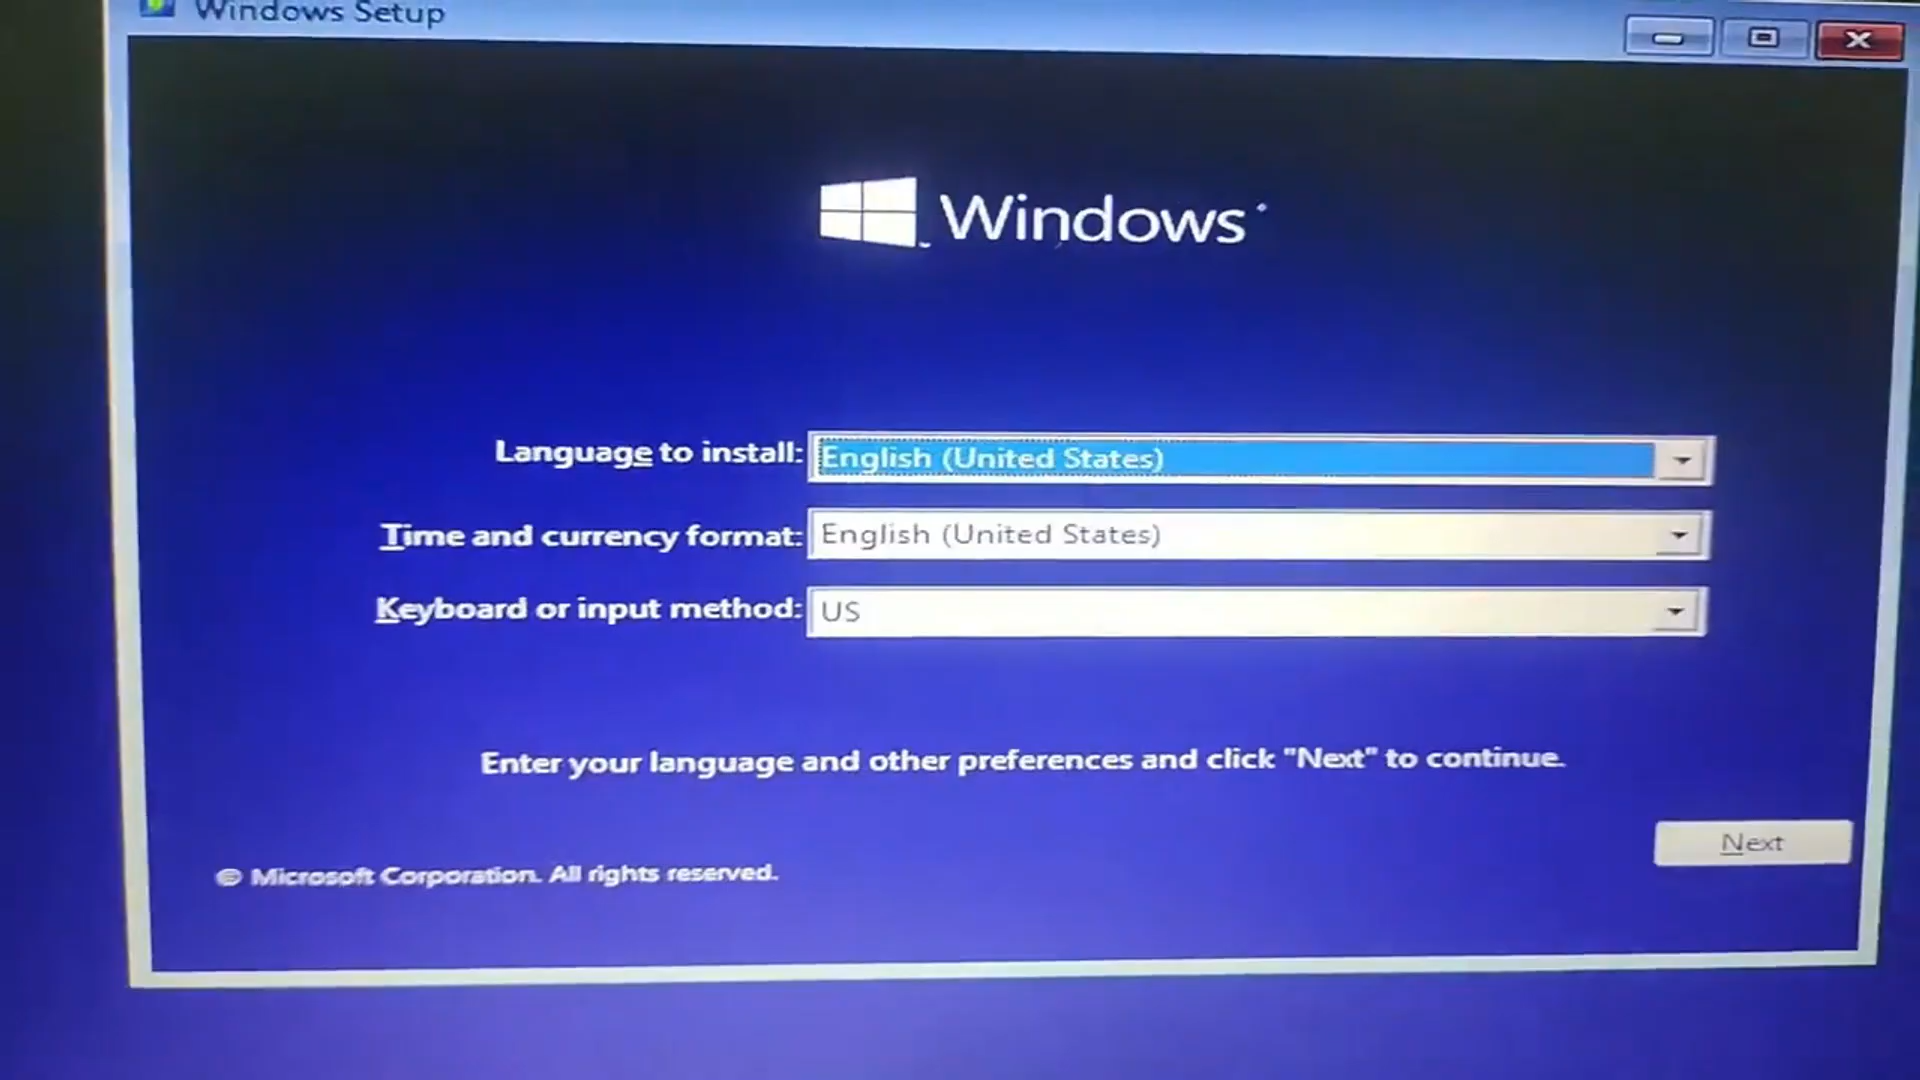 Windows Setup
Windows
Language to install: English (United States)
Time and currency format: English (United States)
Keyboard or input method: US
Enter your language and other preferences and click "Next" to continue.
Next
© Microsoft Corporation. All rights reserved.